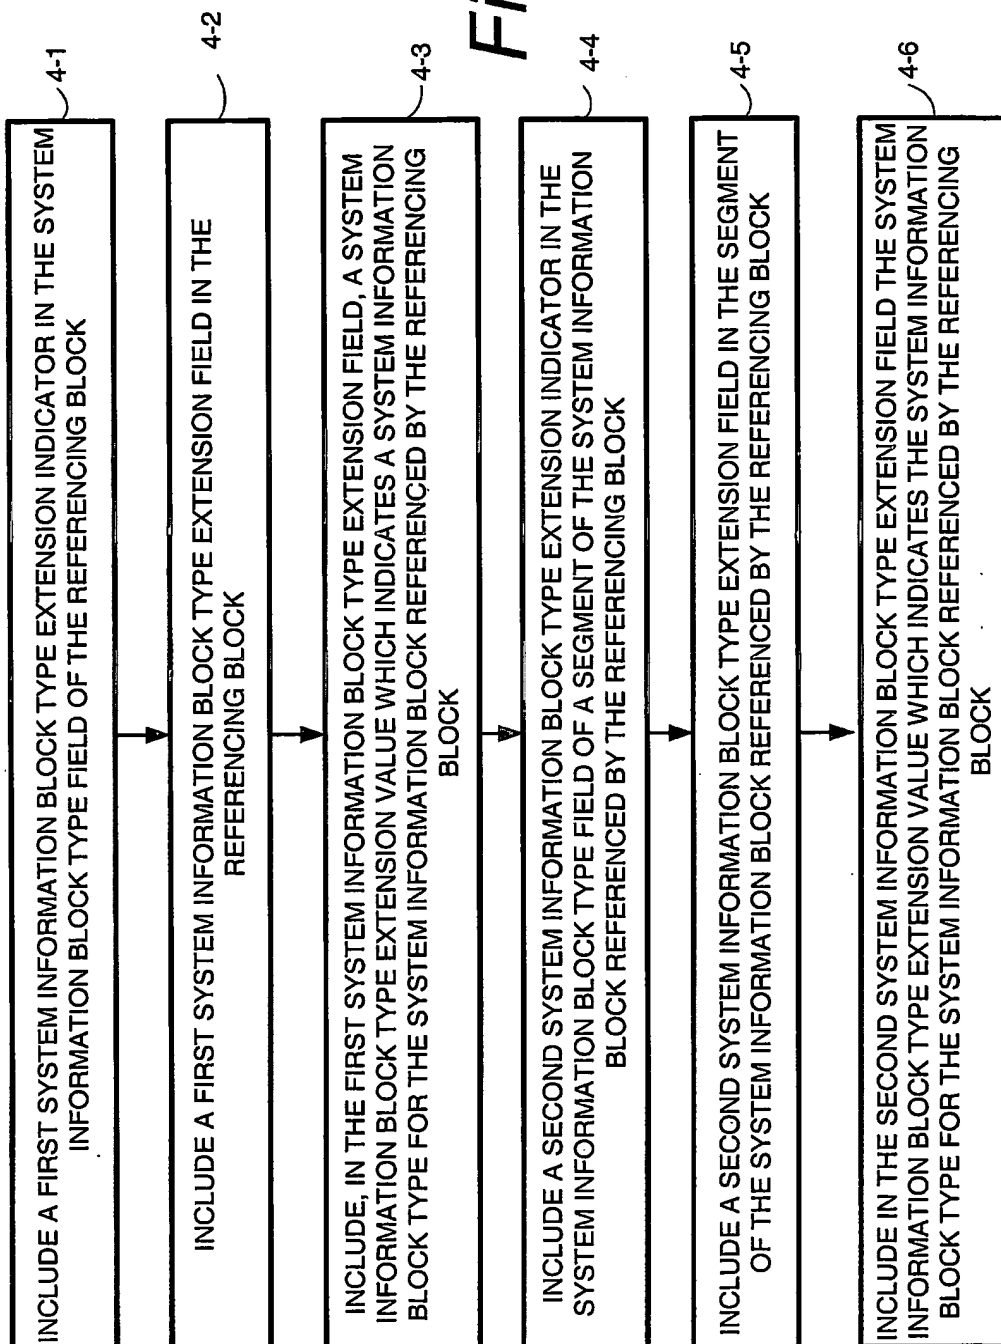 4-1
INCLUDE A FIRST SYSTEM INFORMATION BLOCK TYPE EXTENSION INDICATOR IN THE SYSTEM
INFORMATION BLOCK TYPE FIELD OF THE REFERENCING BLOCK
4-2
INCLUDE A FIRST SYSTEM INFORMATION BLOCK TYPE EXTENSION FIELD IN THE
REFERENCING BLOCK
4-3
INCLUDE, IN THE FIRST SYSTEM INFORMATION BLOCK TYPE EXTENSION FIELD, A SYSTEM
INFORMATION BLOCK TYPE EXTENSION VALUE WHICH INDICATES A SYSTEM INFORMATION
BLOCK TYPE FOR THE SYSTEM INFORMATION BLOCK REFERENCED BY THE REFERENCING
BLOCK
4-4
INCLUDE A SECOND SYSTEM INFORMATION BLOCK TYPE EXTENSION INDICATOR IN THE
SYSTEM INFORMATION BLOCK TYPE FIELD OF A SEGMENT OF THE SYSTEM INFORMATION
BLOCK REFERENCED BY THE REFERENCING BLOCK
4-5
INCLUDE A SECOND SYSTEM INFORMATION BLOCK TYPE EXTENSION FIELD IN THE SEGMENT
OF THE SYSTEM INFORMATION BLOCK REFERENCED BY THE REFERENCING BLOCK
4-6
INCLUDE IN THE SECOND SYSTEM INFORMATION BLOCK TYPE EXTENSION FIELD THE SYSTEM
INFORMATION BLOCK TYPE EXTENSION VALUE WHICH INDICATES THE SYSTEM INFORMATION
BLOCK TYPE FOR THE SYSTEM INFORMATION BLOCK REFERENCED BY THE REFERENCING
BLOCK